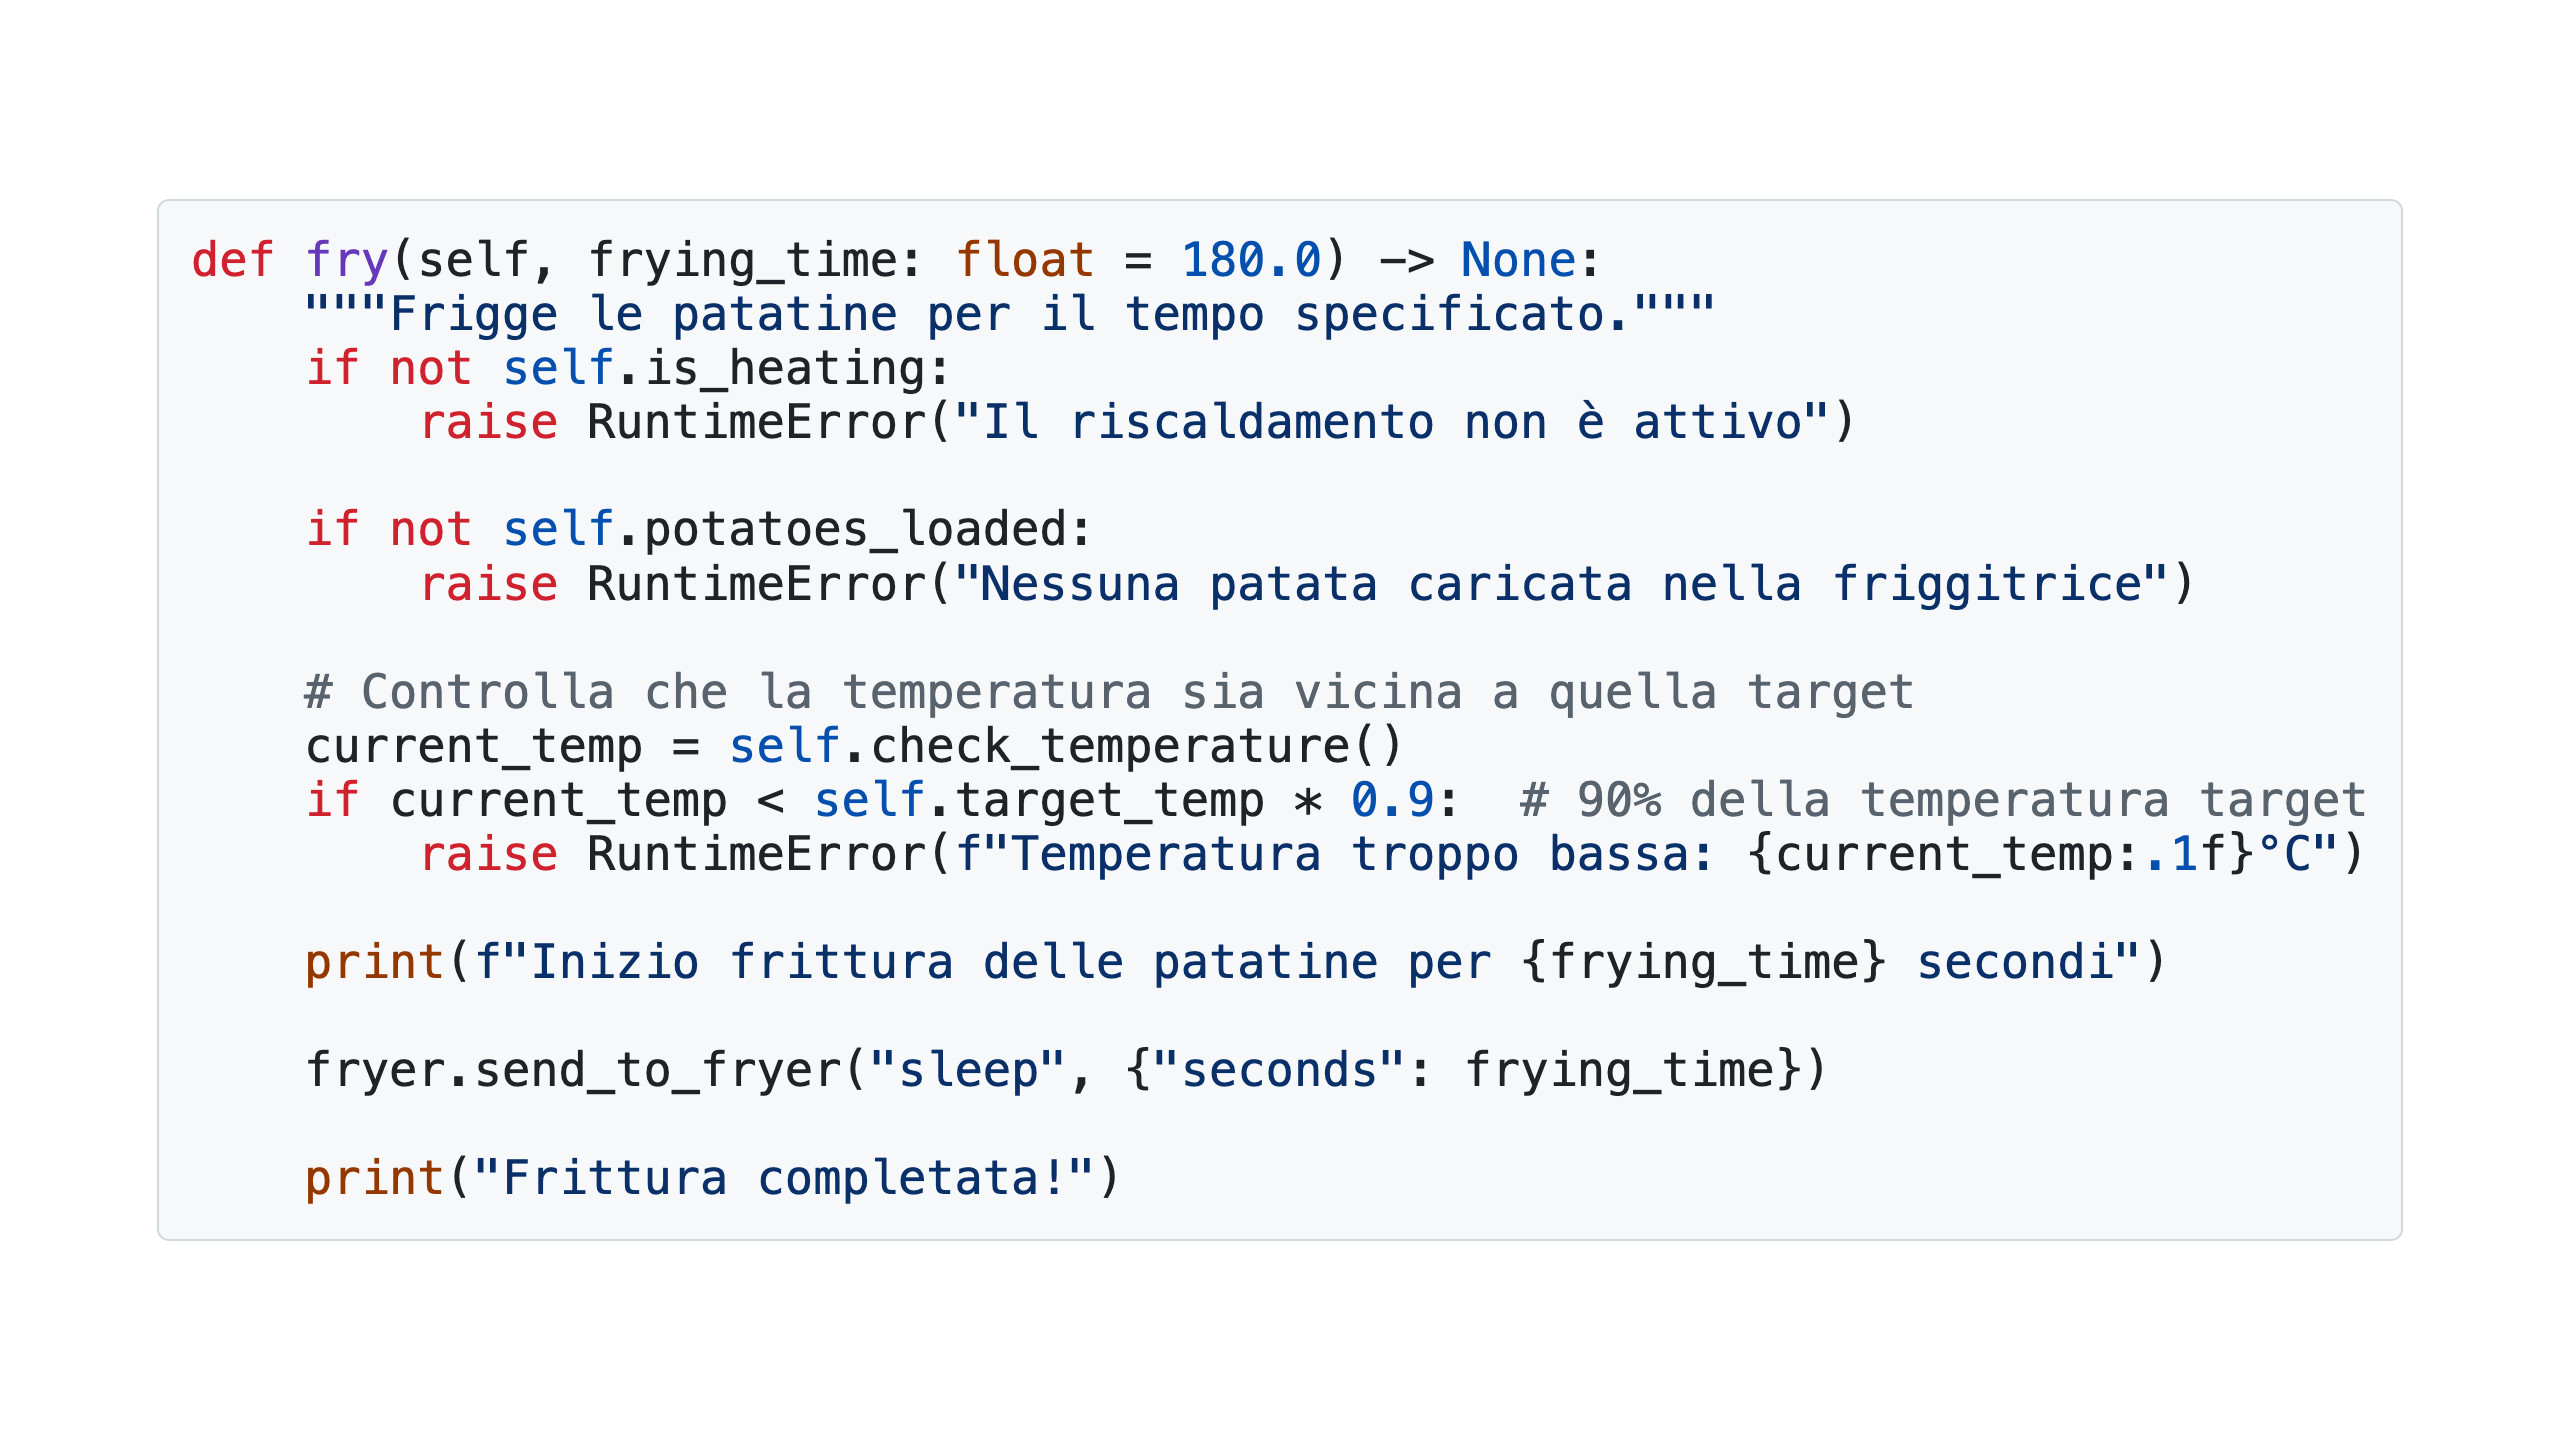 def fry(self, frying_time: float = 180.0) -> None:
    """Frigge le patatine per il tempo specificato."""
    if not self.is_heating:
        raise RuntimeError("Il riscaldamento non è attivo")

    if not self.potatoes_loaded:
        raise RuntimeError("Nessuna patata caricata nella friggitrice")

    # Controlla che la temperatura sia vicina a quella target
    current_temp = self.check_temperature()
    if current_temp < self.target_temp * 0.9:  # 90% della temperatura target
        raise RuntimeError(f"Temperatura troppo bassa: {current_temp:.1f}°C")

    print(f"Inizio frittura delle patatine per {frying_time} secondi")

    fryer.send_to_fryer("sleep", {"seconds": frying_time})

    print("Frittura completata!")